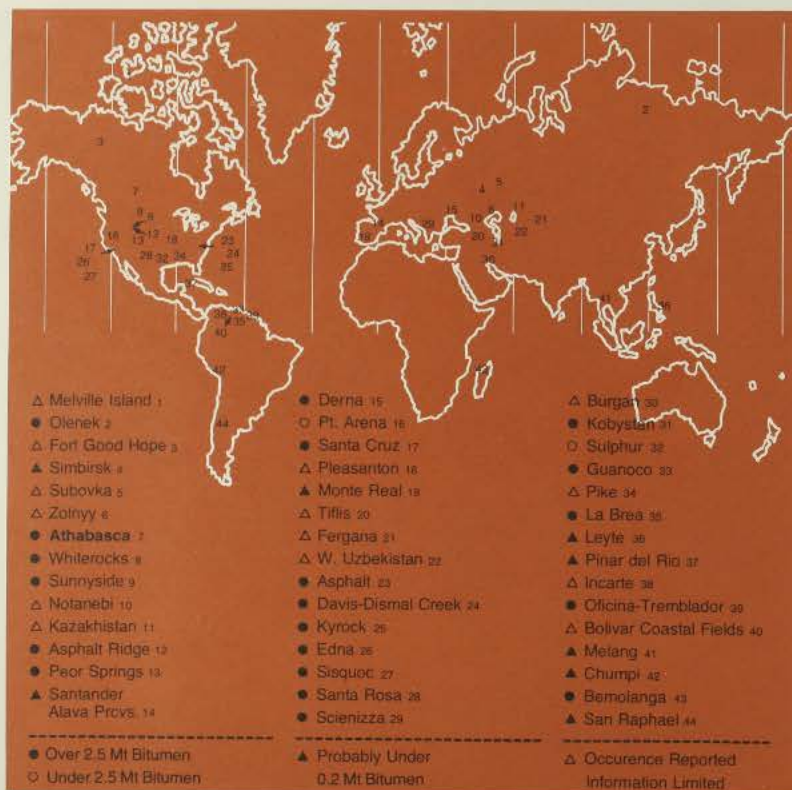 △ Melville Island 1
● Olenek 2
△ Fort Good Hope 3
▲ Simbirsk 4
△ Subovka 5
△ Zolnyy 6
● Athabasca 7
● Whiterocks 8
● Sunnyside 9
△ Notanebi 10
△ Kazakhistan 11
● Asphalt Ridge 12
● Peor Springs 13
▲ Santander
Alava Prcvs. 14
● Derna 15
○ Pt. Arena 16
● Santa Cruz 17
△ Pleasanton 18
▲ Monte Real 19
△ Tiflis 20
△ Fergana 21
△ W. Uzbekistan 22
● Asphalt 23
● Davis-Dismal Creek 24
● Kyrock 25
● Edna 26
● Sisquoc 27
● Santa Rosa 28
● Scienizza 29
△ Burgan 30
● Kobystan 31
○ Sulphur 32
● Guanoco 33
△ Pike 34
● La Brea 35
▲ Leyte 36
▲ Pinar del Rio 37
△ Incarte 38
● Oficina-Tremblador 39
△ Bolivar Coastal Fields 40
▲ Melang 41
▲ Chumpi 42
● Bemolanga 43
▲ San Raphael 44
● Over 2.5 Mt Bitumen
○ Under 2.5 Mt Bitumen
▲ Probably Under
0.2 Mt Bitumen
△ Occurence Reported
Information Limited